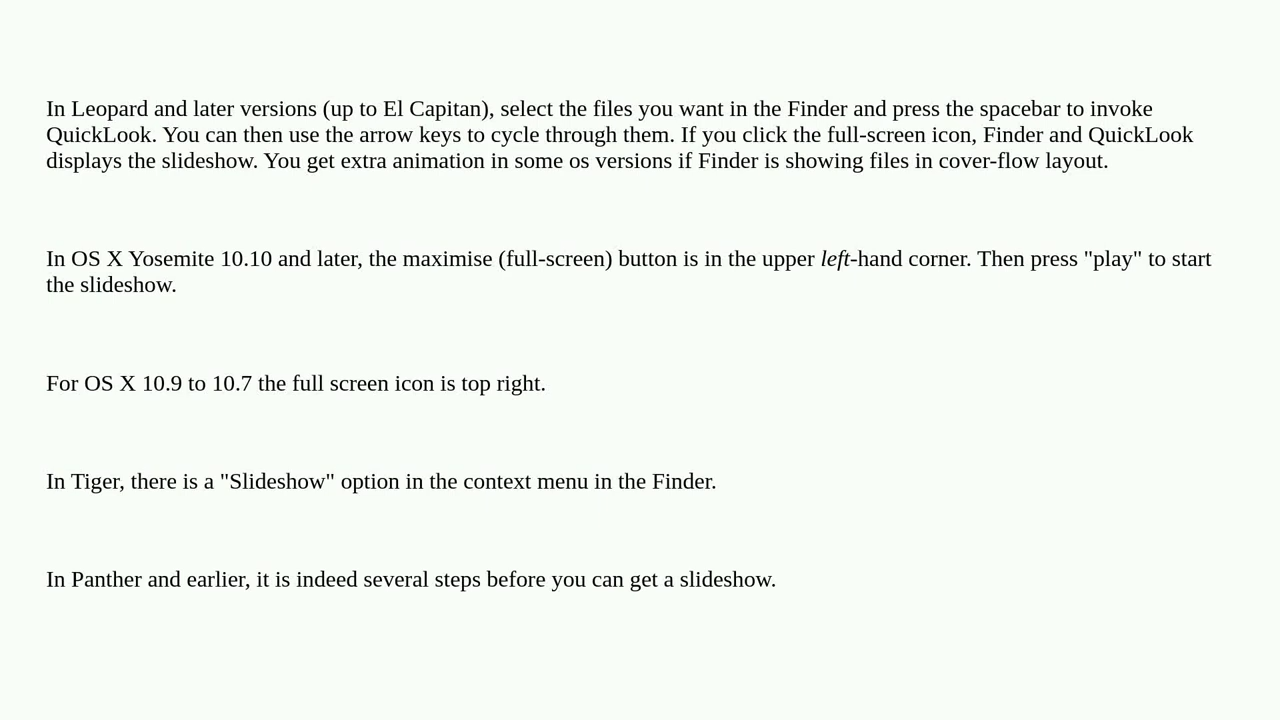 In Leopard and later versions (up to El Capitan), select the files you want in the Finder and press the spacebar to invoke
QuickLook. You can then use the arrow keys to cycle through them. If you click the full-screen icon, Finder and QuickLook
displays the slideshow. You get extra animation in some os versions if Finder is showing files in cover-flow layout.
In OS X Yosemite 10.10 and later, the maximise (full-screen) button is in the upper left-hand corner. Then press "play" to start
the slideshow.
For OS X 10.9 to 10.7 the full screen icon is top right.
In Tiger, there is a "Slideshow" option in the context menu in the Finder.
In Panther and earlier, it is indeed several steps before you can get a slideshow.